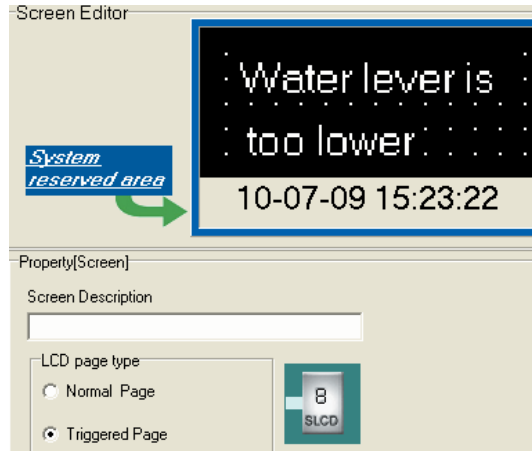 Screen Editor
Water lever is
too lower
System
reserved area
10-07-09 15:23:22
Property[Screen]
Screen Description
LCD page type
Normal Page
8
SLCD
Triggered Page